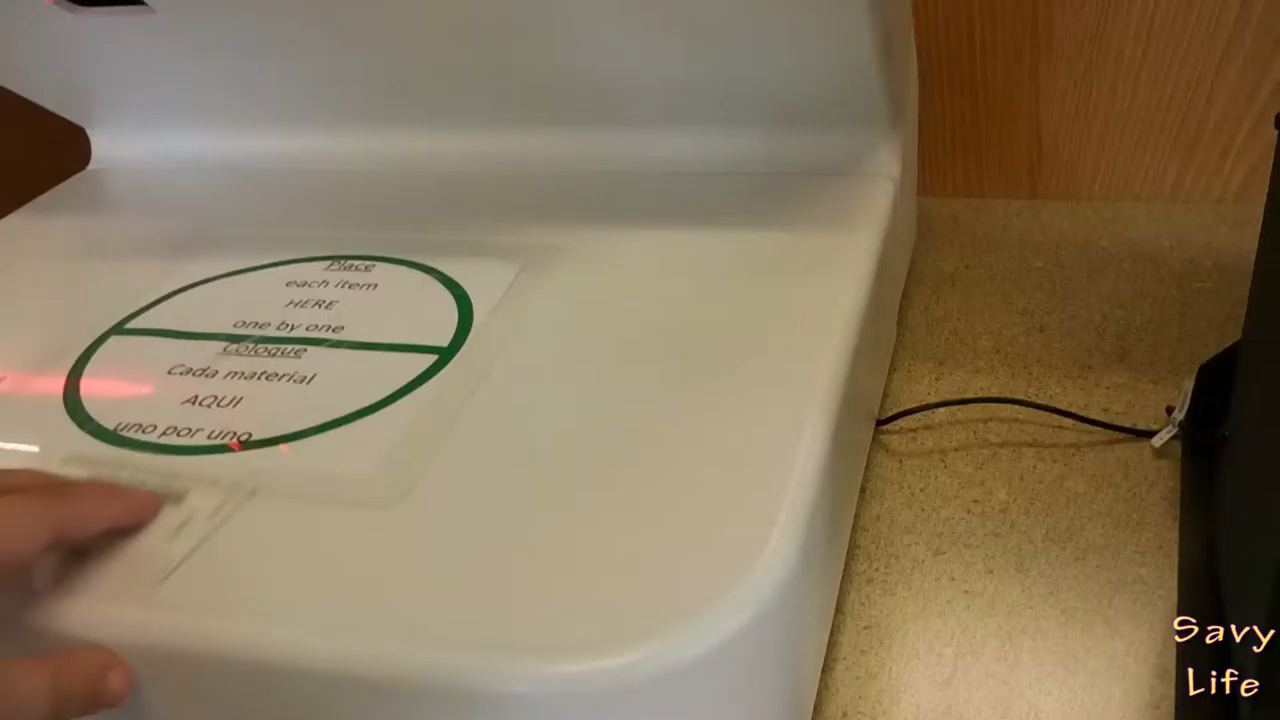 Place
each item
HERE
one by one
Cologue
Cada material
AQUI
uno por uno
Savy
Life